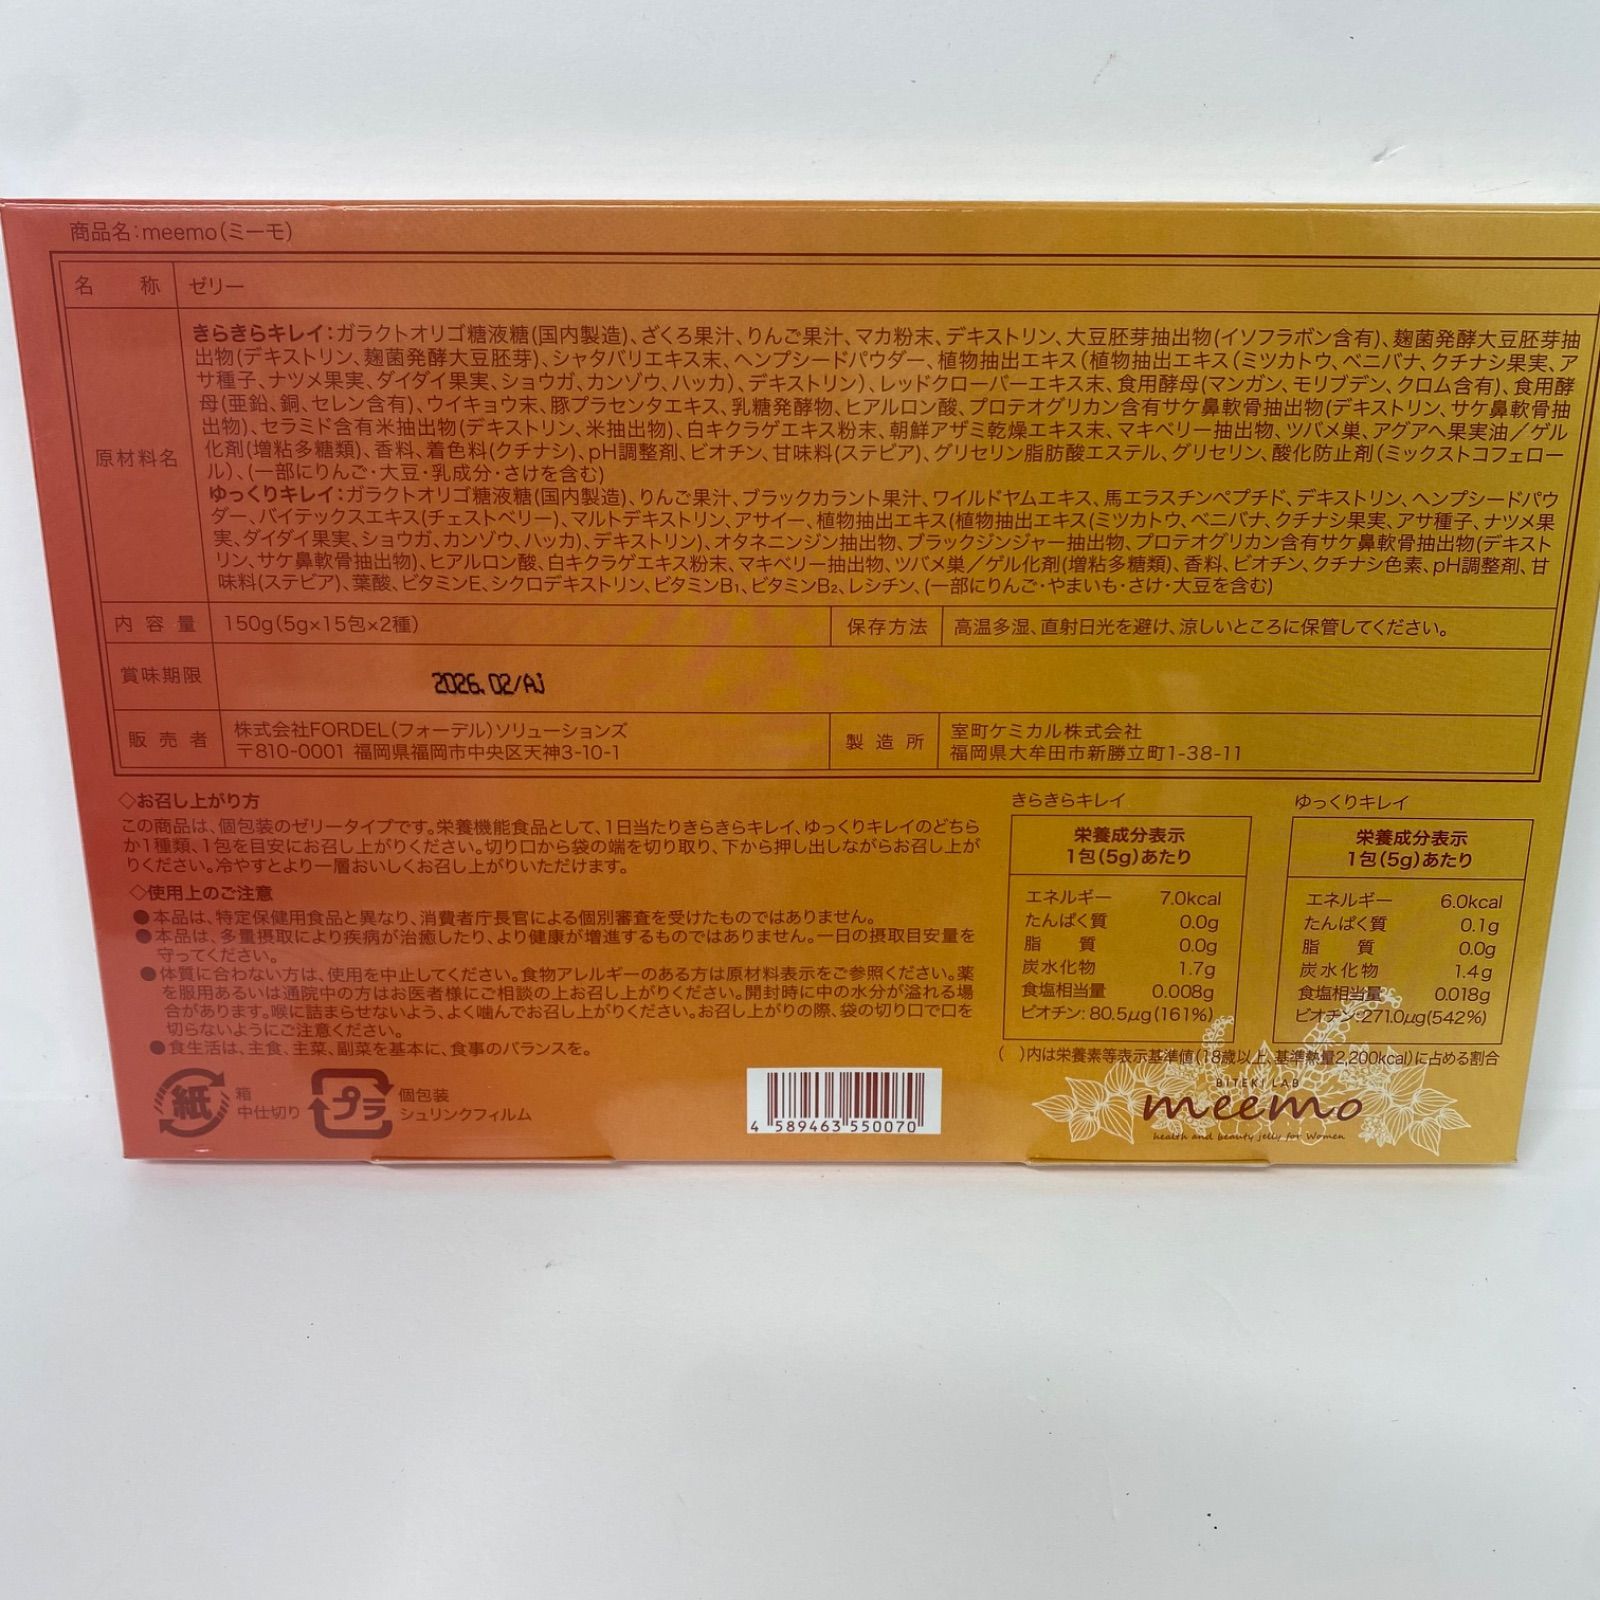 商品名:meemo(ミーモ)
名 称 ゼリー
原材料名
きらきらキレイ:ガラクトオリゴ糖液糖(国内製造)、ざくろ果汁、りんご果汁、マカ粉末、デキストリン、大豆胚芽抽出物(イソフラボン含有)、麹菌発酵大豆胚芽抽
出物(デキストリン、麹菌発酵大豆胚芽)、シャタバリエキス末、ヘンプシードパウダー、植物抽出エキス(植物抽出エキス(ミツカトウ、ベニバナ、クチナシ果実、ア
サ種子、ナツメ果実、ダイダイ果実、ショウガ、カンゾウ、ハッカ)、デキストリン)、レッドクローバーエキス末、食用酵母(マンガン、モリブデン、クロム含有)、食用酵
母(亜鉛、銅、セレン含有)、ウイキョウ末、豚プラセンタエキス、乳糖発酵物、ヒアルロン酸、プロテオグリカン含有サケ鼻軟骨抽出物(デキストリン、サケ鼻軟骨抽
出物)、セラミド含有米抽出物(デキストリン、米抽出物)、白キクラゲエキス粉末、朝鮮アザミ乾燥エキス末、マキベリー抽出物、ツバメ巣、アグアヘ果実油/ゲル
化剤(増粘多糖類)、香料、着色料(クチナシ)、pH調整剤、ビオチン、甘味料(ステビア)、グリセリン脂肪酸エステル、グリセリン、酸化防止剤(ミックストコフェロー
ル)、(一部にりんご・大豆・乳成分・さけを含む)
ゆっくりキレイ:ガラクトオリゴ糖液糖(国内製造)、りんご果汁、ブラックカラント果汁、ワイルドヤムエキス、馬エラスチンペプチド、デキストリン、ヘンプシードパウ
ダー、バイテックスエキス(チェストベリー)、マルトデキストリン、アサイー、植物抽出エキス(植物抽出エキス(ミツカトウ、ベニバナ、クチナシ果実、アサ種子、ナツメ果
実、ダイダイ果実、ショウガ、カンゾウ、ハッカ)、デキストリン)、オタネニンジン抽出物、ブラックジンジャー抽出物、プロテオグリカン含有サケ鼻軟骨抽出物(デキスト
リン、サケ鼻軟骨抽出物)、ヒアルロン酸、白キクラゲエキス粉末、マキベリー抽出物、ツバメ巣/ゲル化剤(増粘多糖類)、香料、ビオチン、クチナシ色素、pH調整剤、甘
味料(ステビア)、葉酸、ビタミンE、シクロデキストリン、ビタミンB₁、ビタミンB₂、レシチン、(一部にりんご・やまいも・さけ・大豆を含む)
内容量 150g(5g×15包×2種) 保存方法 高温多湿、直射日光を避け、涼しいところに保管してください。
賞味期限 2026.02/AJ
販売者 株式会社FORDEL(フォーデル)ソリューションズ
〒810-0001 福岡県福岡市中央区天神3-10-1
製造所 室町ケミカル株式会社
福岡県大牟田市新勝立町1-38-11
◇お召し上がり方
この商品は、個包装のゼリータイプです。栄養機能食品として、1日当たりきらきらキレイ、ゆっくりキレイのどちら
か1種類、1包を目安にお召し上がりください。切り口から袋の端を切り取り、下から押し出しながらお召し上が
りください。冷やすとより一層おいしくお召し上がりいただけます。
◇使用上のご注意
●本品は、特定保健用食品と異なり、消費者庁長官による個別審査を受けたものではありません。
●本品は、多量摂取により疾病が治癒したり、より健康が増進するものではありません。一日の摂取目安量を
守ってください。
●体質に合わない方は、使用を中止してください。食物アレルギーのある方は原材料表示をご参照ください。薬
を服用あるいは通院中の方はお医者様にご相談の上お召し上がりください。開封時に中の水分が溢れる場
合があります。喉に詰まらせないよう、よく噛んでお召し上がりください。お召し上がりの際、袋の切り口で口を
切らないようにご注意ください。
●食生活は、主食、主菜、副菜を基本に、食事のバランスを。
紙 箱
中仕切り
プラ 個包装
シュリンクフィルム
4 589463 550070
きらきらキレイ
栄養成分表示
1包(5g)あたり
エネルギー 7.0kcal
たんぱく質 0.0g
脂 質 0.0g
炭水化物 1.7g
食塩相当量 0.008g
ビオチン: 80.5μg(161%)
ゆっくりキレイ
栄養成分表示
1包(5g)あたり
エネルギー 6.0kcal
たんぱく質 0.1g
脂 質 0.0g
炭水化物 1.4g
食塩相当量 0.018g
ビオチン:271.0μg(542%)
( )内は栄養素等表示基準値(18歳以上、基準熱量2,200kcal)に占める割合
BITEKI LAB
meemo
health and beauty jelly for Women